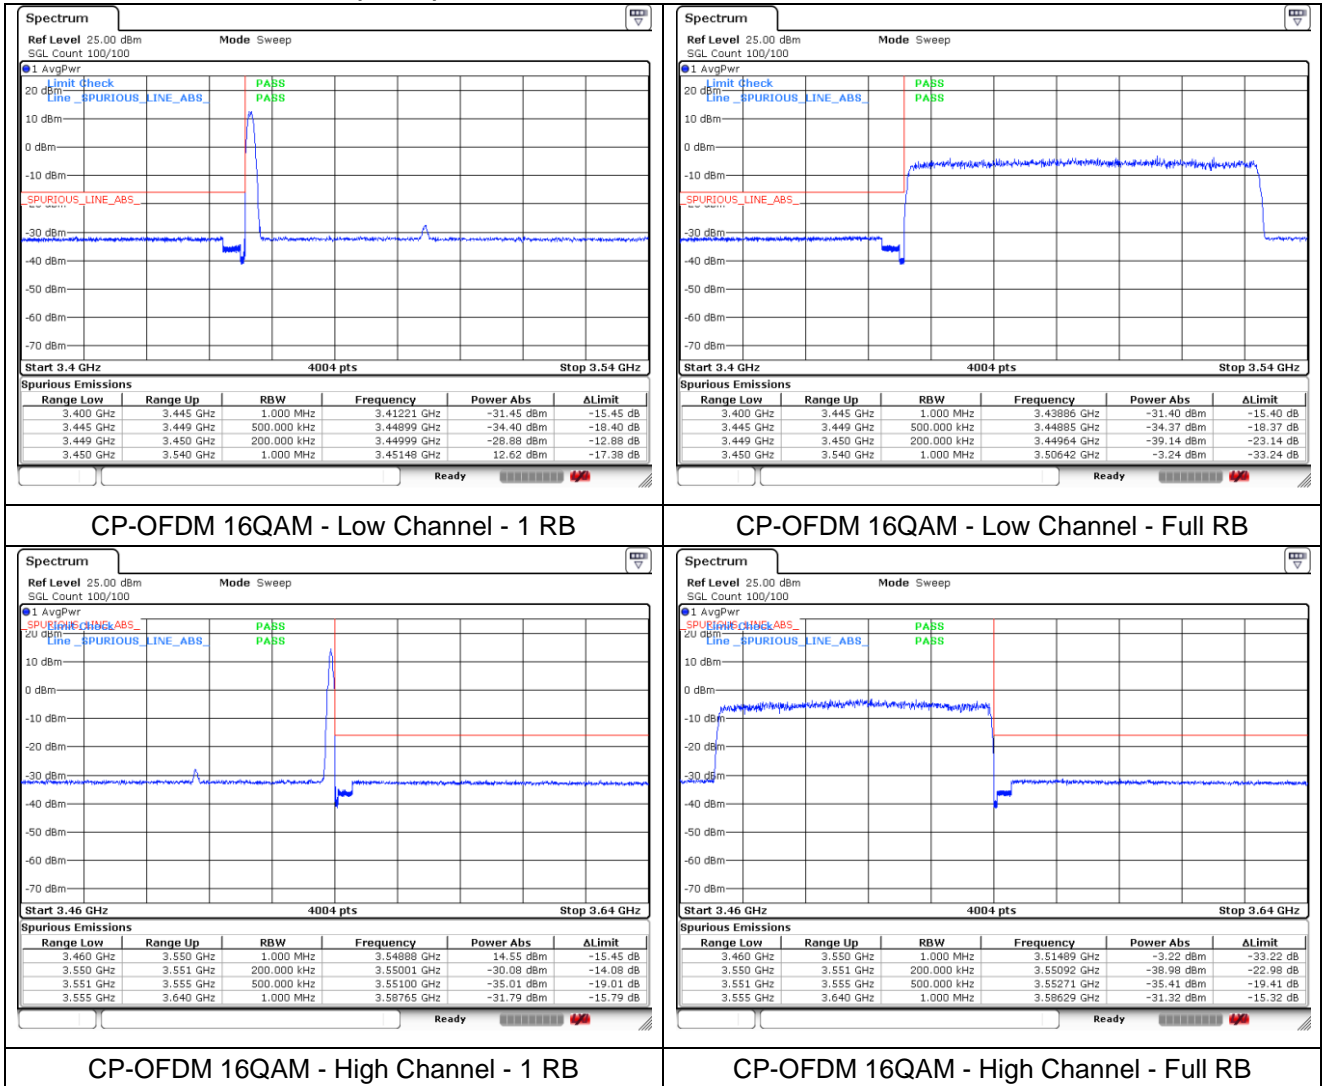 Spectrum
Ref Level 25.00 dBm Mode Sweep
SGL Count 100/100
1 AvgPwr
Limit Check PASS
20 dBm
Line _SPURIOUS_LINE_ABS_ PASS
10 dBm
0 dBm
-10 dBm
_SPURIOUS_LINE_ABS_
-30 dBm
-40 dBm
-50 dBm
-60 dBm
-70 dBm
Start 3.4 GHz 4004 pts Stop 3.54 GHz
Spurious Emissions
Range Low Range Up RBW Frequency Power Abs ΔLimit
3.400 GHz 3.445 GHz 1.000 MHz 3.41221 GHz -31.45 dBm -15.45 dB
3.445 GHz 3.449 GHz 500.000 kHz 3.44899 GHz -34.40 dBm -18.40 dB
3.449 GHz 3.450 GHz 200.000 kHz 3.44999 GHz -28.88 dBm -12.88 dB
3.450 GHz 3.540 GHz 1.000 MHz 3.45148 GHz 12.62 dBm -17.38 dB
Ready
CP-OFDM 16QAM - Low Channel - 1 RB
Spectrum
Ref Level 25.00 dBm Mode Sweep
SGL Count 100/100
1 AvgPwr
Limit Check PASS
20 dBm
Line _SPURIOUS_LINE_ABS_ PASS
10 dBm
0 dBm
-10 dBm
_SPURIOUS_LINE_ABS_
-30 dBm
-40 dBm
-50 dBm
-60 dBm
-70 dBm
Start 3.4 GHz 4004 pts Stop 3.54 GHz
Spurious Emissions
Range Low Range Up RBW Frequency Power Abs ΔLimit
3.400 GHz 3.445 GHz 1.000 MHz 3.43886 GHz -31.40 dBm -15.40 dB
3.445 GHz 3.449 GHz 500.000 kHz 3.44885 GHz -34.37 dBm -18.37 dB
3.449 GHz 3.450 GHz 200.000 kHz 3.44964 GHz -39.14 dBm -23.14 dB
3.450 GHz 3.540 GHz 1.000 MHz 3.50642 GHz -3.24 dBm -33.24 dB
Ready
CP-OFDM 16QAM - Low Channel - Full RB
Spectrum
Ref Level 25.00 dBm Mode Sweep
SGL Count 100/100
1 AvgPwr
_SPURIOUS_LINE_ABS_
Limit Check PASS
20 dBm
Line _SPURIOUS_LINE_ABS_ PASS
10 dBm
0 dBm
-10 dBm
-20 dBm
-30 dBm
-40 dBm
-50 dBm
-60 dBm
-70 dBm
Start 3.46 GHz 4004 pts Stop 3.64 GHz
Spurious Emissions
Range Low Range Up RBW Frequency Power Abs ΔLimit
3.460 GHz 3.550 GHz 1.000 MHz 3.54888 GHz 14.55 dBm -15.45 dB
3.550 GHz 3.551 GHz 200.000 kHz 3.55001 GHz -30.08 dBm -14.08 dB
3.551 GHz 3.555 GHz 500.000 kHz 3.55100 GHz -35.01 dBm -19.01 dB
3.555 GHz 3.640 GHz 1.000 MHz 3.58765 GHz -31.79 dBm -15.79 dB
Ready
CP-OFDM 16QAM - High Channel - 1 RB
Spectrum
Ref Level 25.00 dBm Mode Sweep
SGL Count 100/100
1 AvgPwr
_SPURIOUS_LINE_ABS_
Limit Check PASS
20 dBm
Line _SPURIOUS_LINE_ABS_ PASS
10 dBm
0 dBm
-10 dBm
-20 dBm
-30 dBm
-40 dBm
-50 dBm
-60 dBm
-70 dBm
Start 3.46 GHz 4004 pts Stop 3.64 GHz
Spurious Emissions
Range Low Range Up RBW Frequency Power Abs ΔLimit
3.460 GHz 3.550 GHz 1.000 MHz 3.51489 GHz -3.22 dBm -33.22 dB
3.550 GHz 3.551 GHz 200.000 kHz 3.55092 GHz -38.98 dBm -22.98 dB
3.551 GHz 3.555 GHz 500.000 kHz 3.55271 GHz -35.41 dBm -19.41 dB
3.555 GHz 3.640 GHz 1.000 MHz 3.58629 GHz -31.32 dBm -15.32 dB
Ready
CP-OFDM 16QAM - High Channel - Full RB